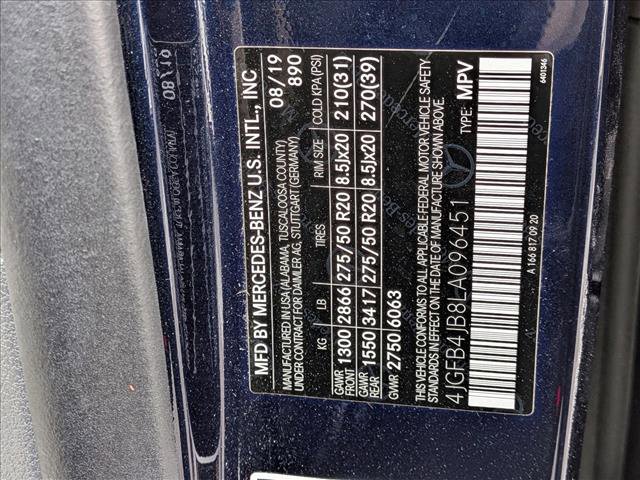 MFD BY MERCEDES-BENZ U.S. INTL., INC
MANUFACTURED IN USA (ALABAMA, TUSCALOOSA COUNTY)
UNDER CONTRACT FOR DAIMLER AG, STUTTGART (GERMANY)
08/19
890
KG LB TIRES RIM SIZE COLD KPA (PSI)
GAWR FRONT 1300 2866 275/50 R20 8.5Jx20 210(31)
GAWR REAR 1550 3417 275/50 R20 8.5Jx20 270(39)
GVWR 2750/6063
THIS VEHICLE CONFORMS TO ALL APPLICABLE FEDERAL MOTOR VEHICLE SAFETY
STANDARDS IN EFFECT ON THE DATE OF MANUFACTURE SHOWN ABOVE.
4JGFB4JB8LA096451 TYPE: MPV
A 166 817 09 20
6401346
08/19